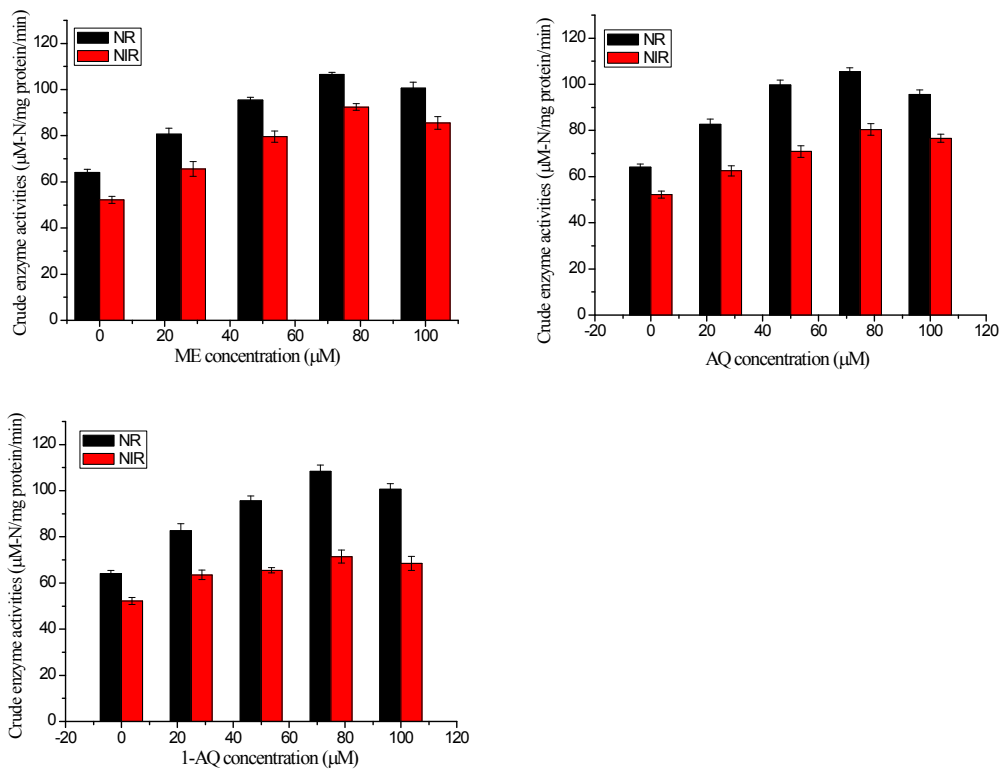 Crude enzyme activities (μM-N/mg protein/min)
120
100
80
60
40
20
0
NR
NIR
0 20 40 60 80 100
ME concentration (μM)
Crude enzyme activities (μM-N/mg protein/min)
120
100
80
60
40
20
0
NR
NIR
-20 0 20 40 60 80 100 120
AQ concentration (μM)
Crude enzyme activities (μM-N/mg protein/min)
120
100
80
60
40
20
0
NR
NIR
-20 0 20 40 60 80 100 120
1-AQ concentration (μM)